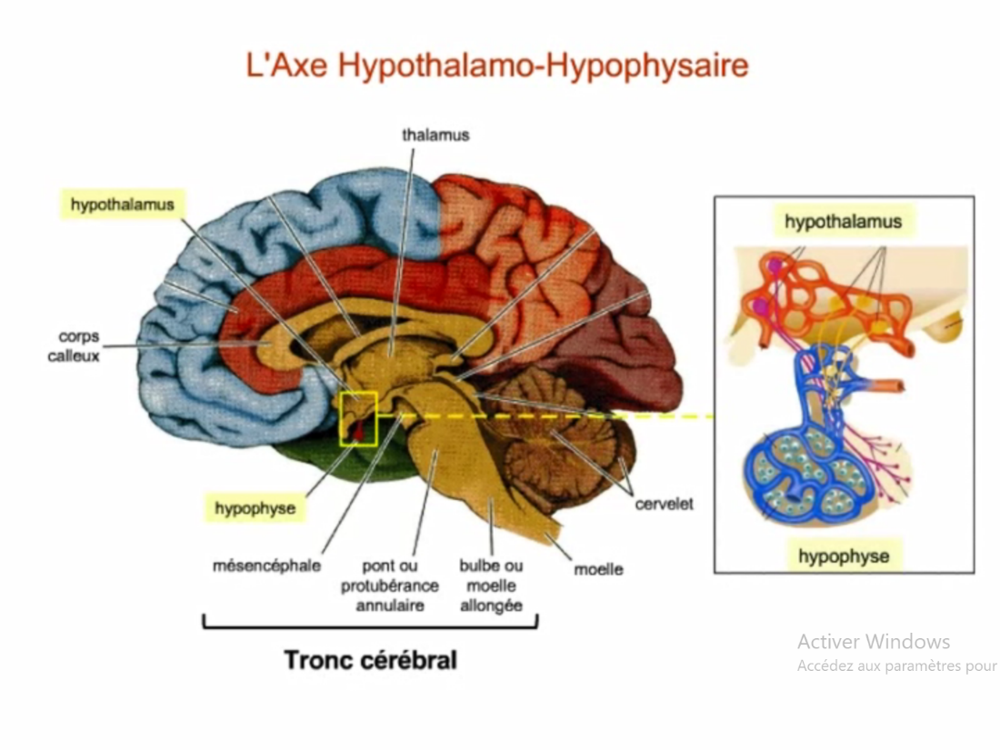 L'Axe Hypothalamo-Hypophysaire
thalamus
hypothalamus
hypothalamus
corps
calleux
hypophyse
cervelet
hypophyse
mésencéphale
pont ou
protubérance
annulaire
bulbe ou
moelle
allongée
moelle
Tronc cérébral
Activer Windows
Accédez aux paramètres pour